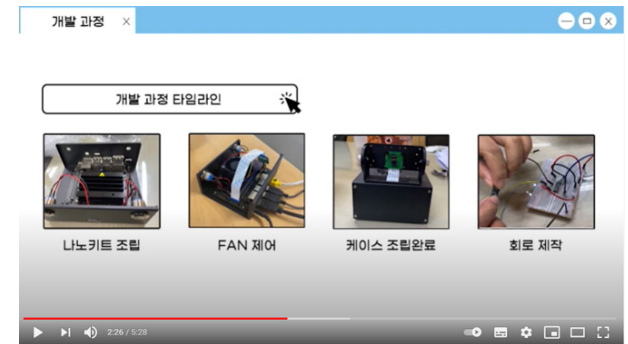 개발 과정 ×
개발 과정 타임라인
나노키트 조립
FAN 제어
케이스 조립완료
회로 제작
2:26 / 5:28